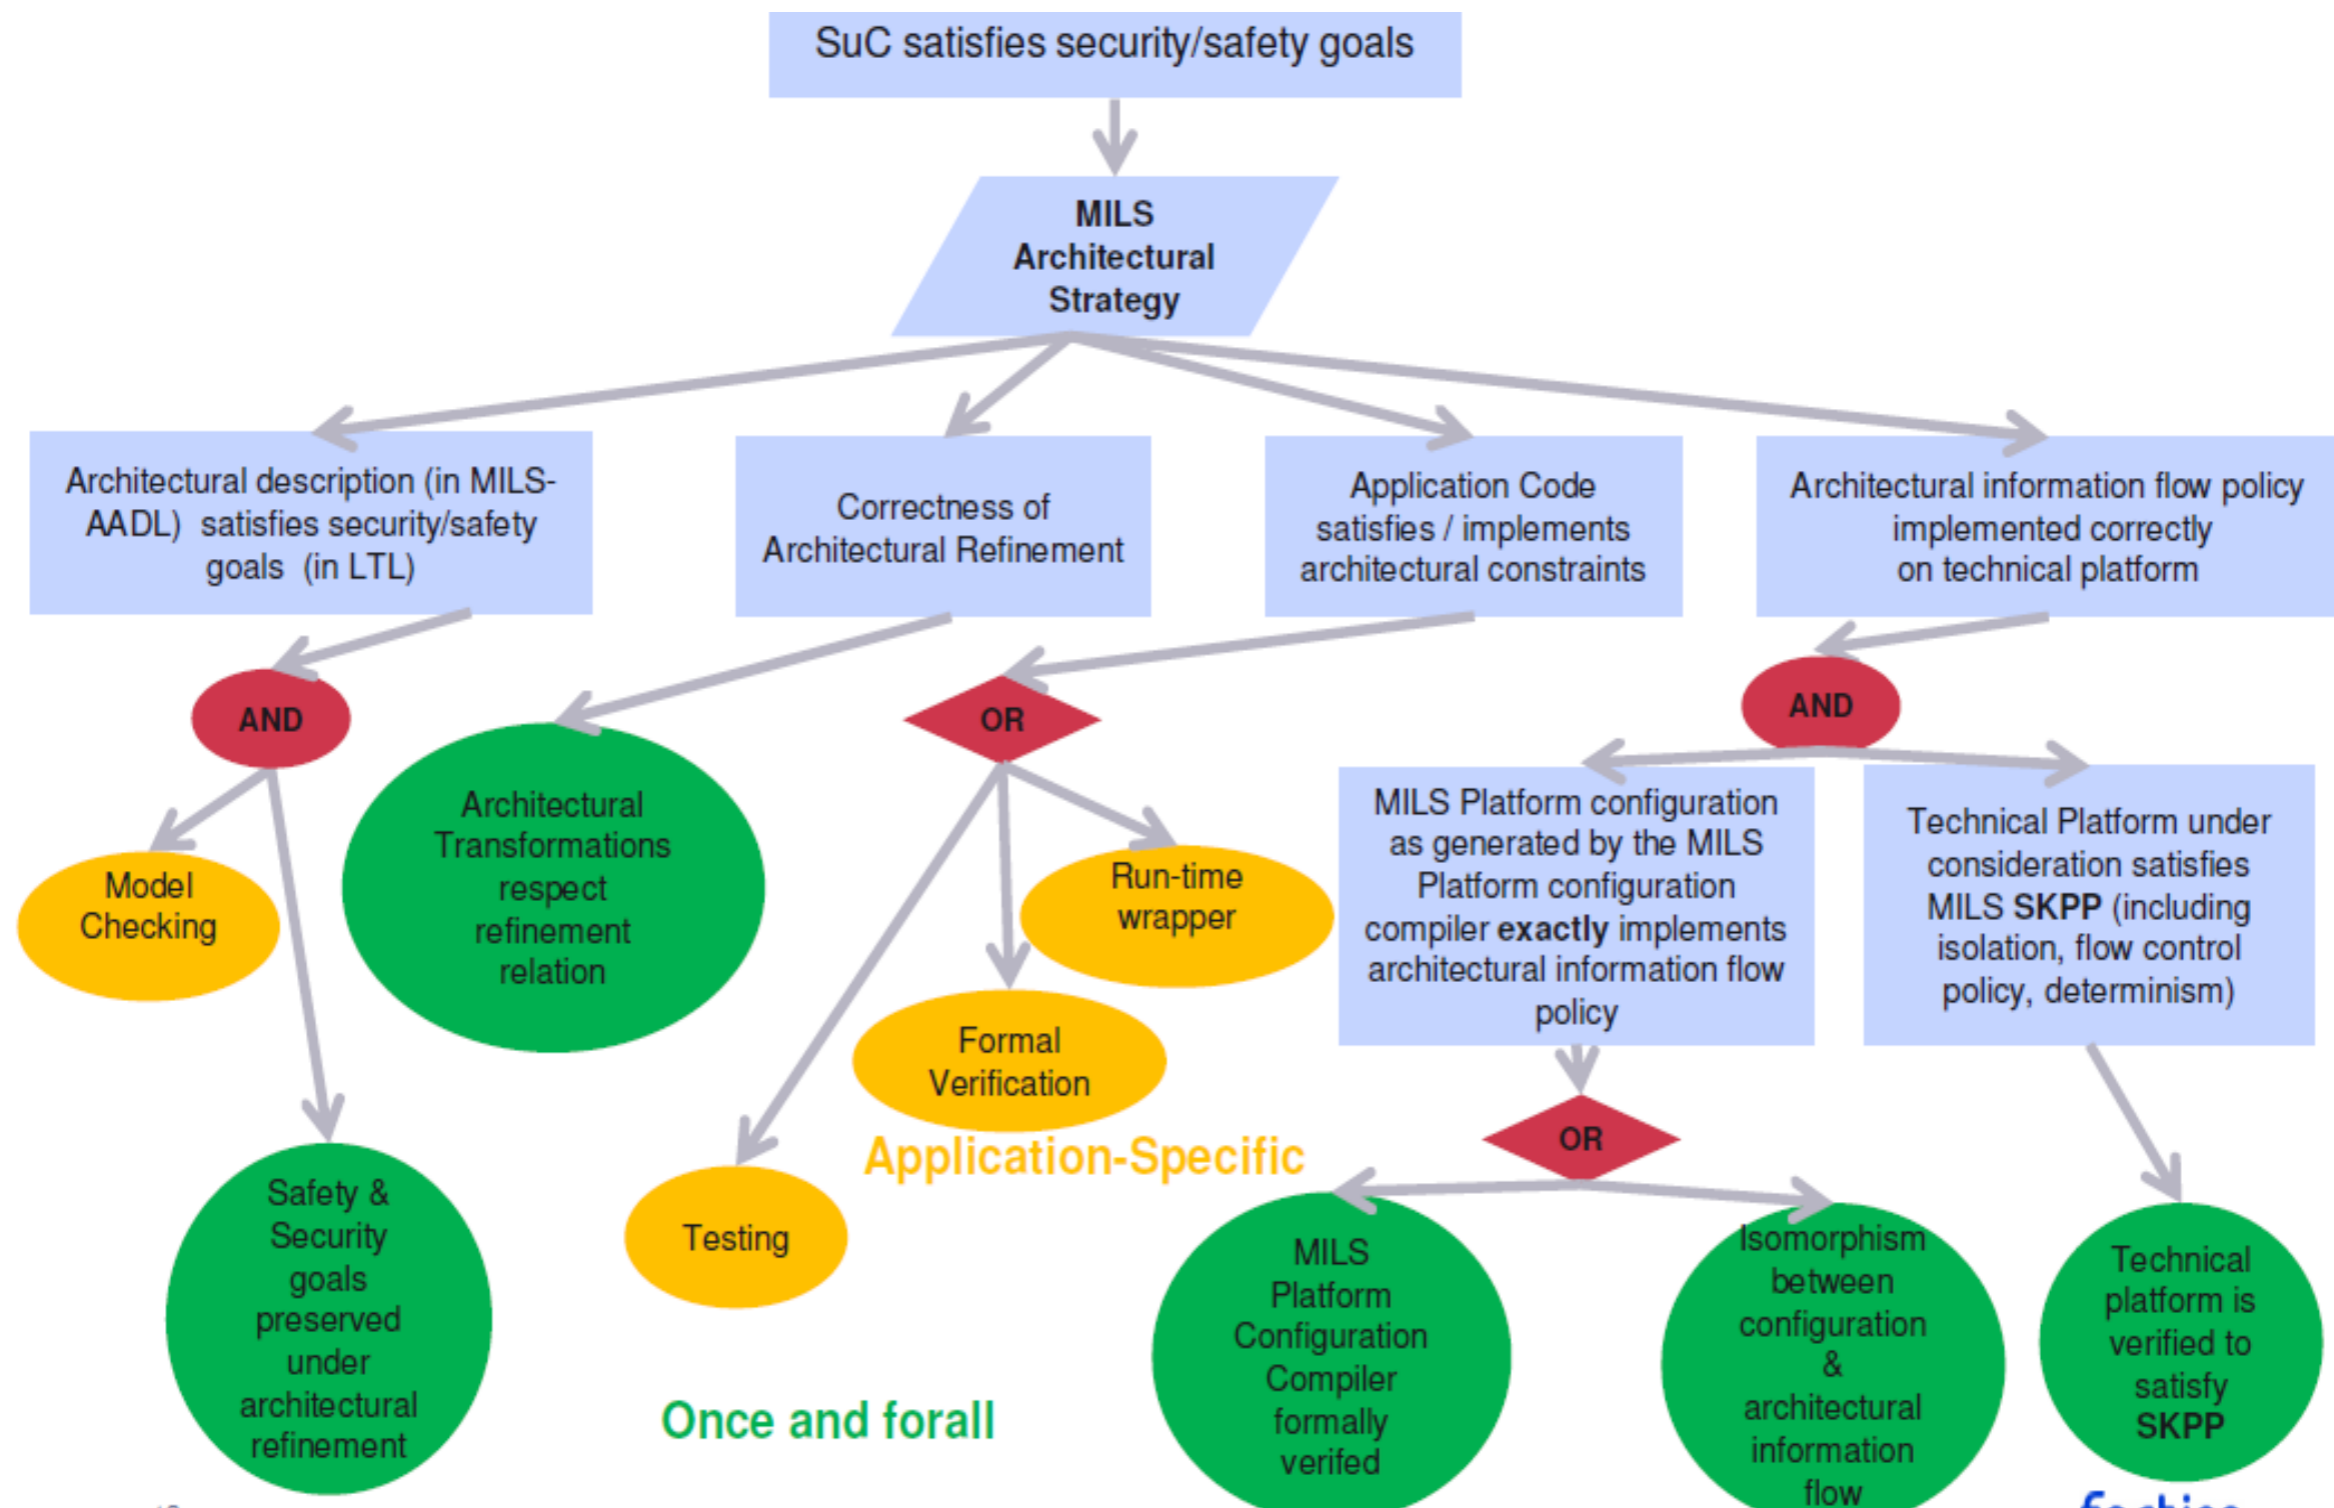 SuC satisfies security/safety goals
MILS
Architectural
Strategy
Architectural description (in MILS-
AADL) satisfies security/safety
goals (in LTL)
Correctness of
Architectural Refinement
Application Code
satisfies / implements
architectural constraints
Architectural information flow policy
implemented correctly
on technical platform
AND
OR
AND
Model
Checking
Architectural
Transformations
respect
refinement
relation
Run-time
wrapper
MILS Platform configuration
as generated by the MILS
Platform configuration
compiler exactly implements
architectural information flow
policy
Technical Platform under
consideration satisfies
MILS SKPP (including
isolation, flow control
policy, determinism)
Formal
Verification
Application-Specific
OR
Safety &
Security
goals
preserved
under
architectural
refinement
Testing
MILS
Platform
Configuration
Compiler
formally
verifed
Isomorphism
between
configuration
&
architectural
information
flow
Technical
platform is
verified to
satisfy
SKPP
Once and forall